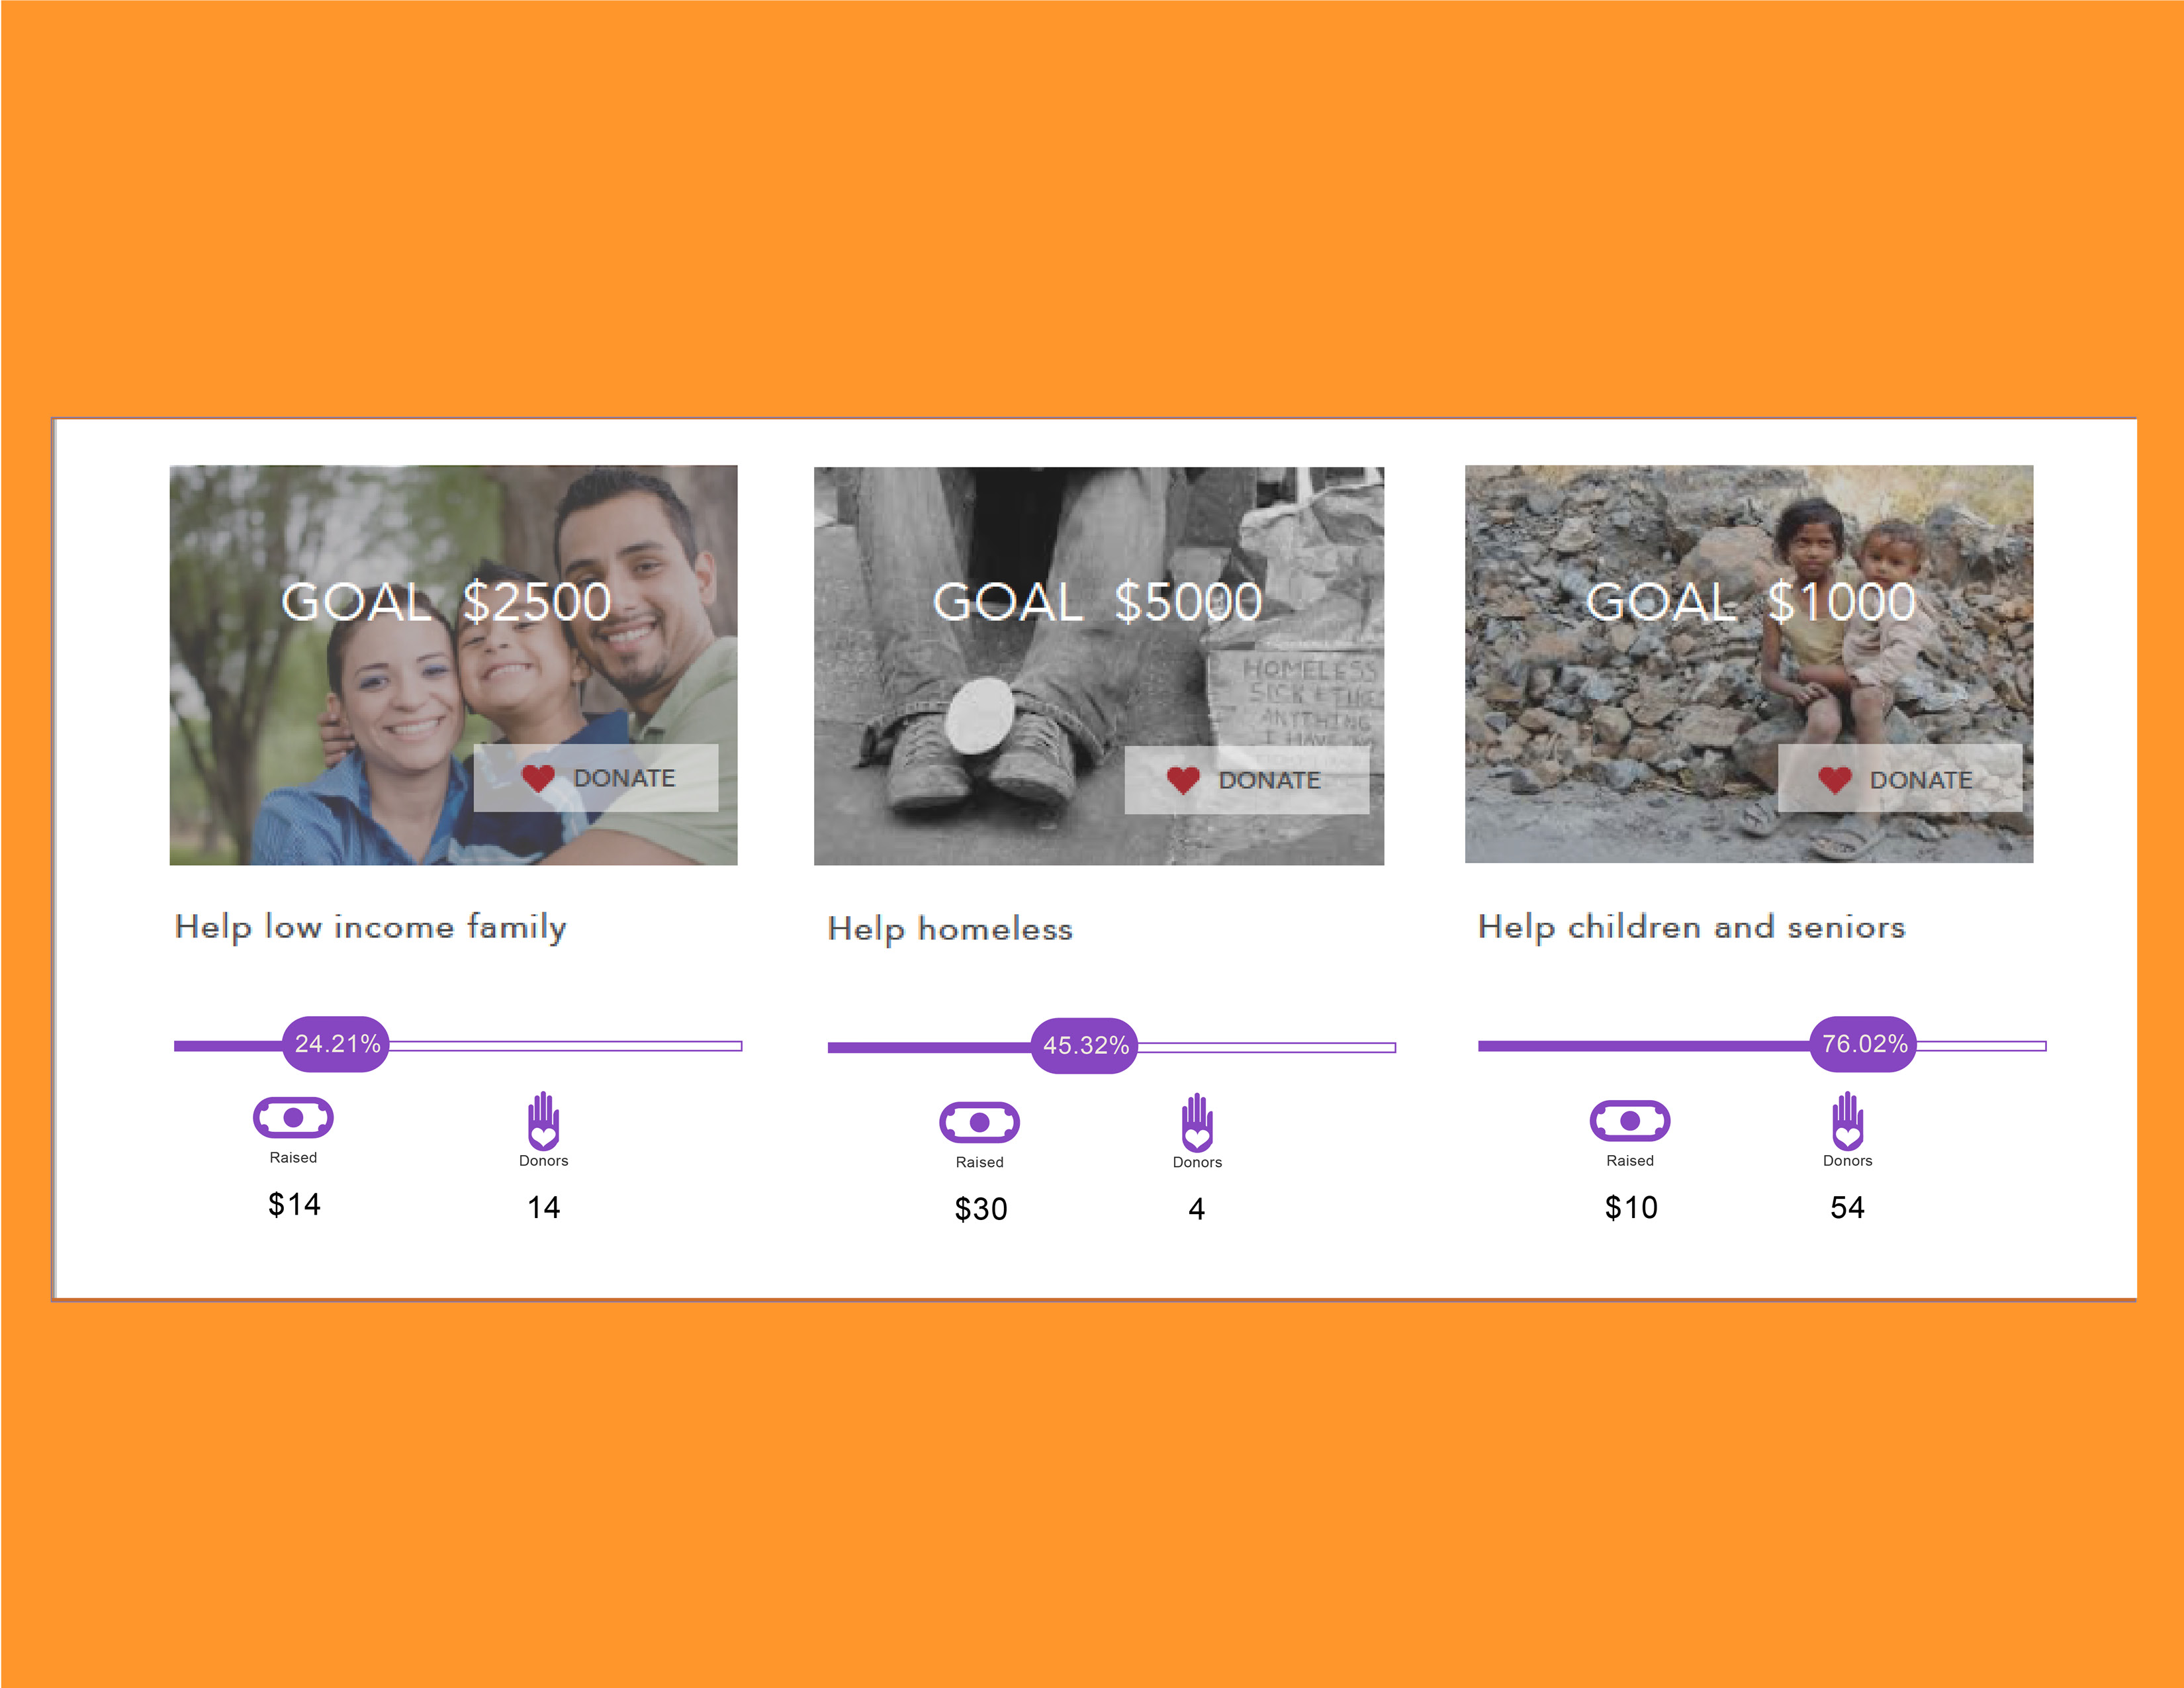 GOAL $2500
DONATE
Help low income family
24.21%
Raised
Donors
$14
14
GOAL $5000
HOMELESS
SICK &
ANYTHING
I HAVE
DONATE
Help homeless
45.32%
Raised
Donors
$30
4
GOAL $1000
DONATE
Help children and seniors
76.02%
Raised
Donors
$10
54